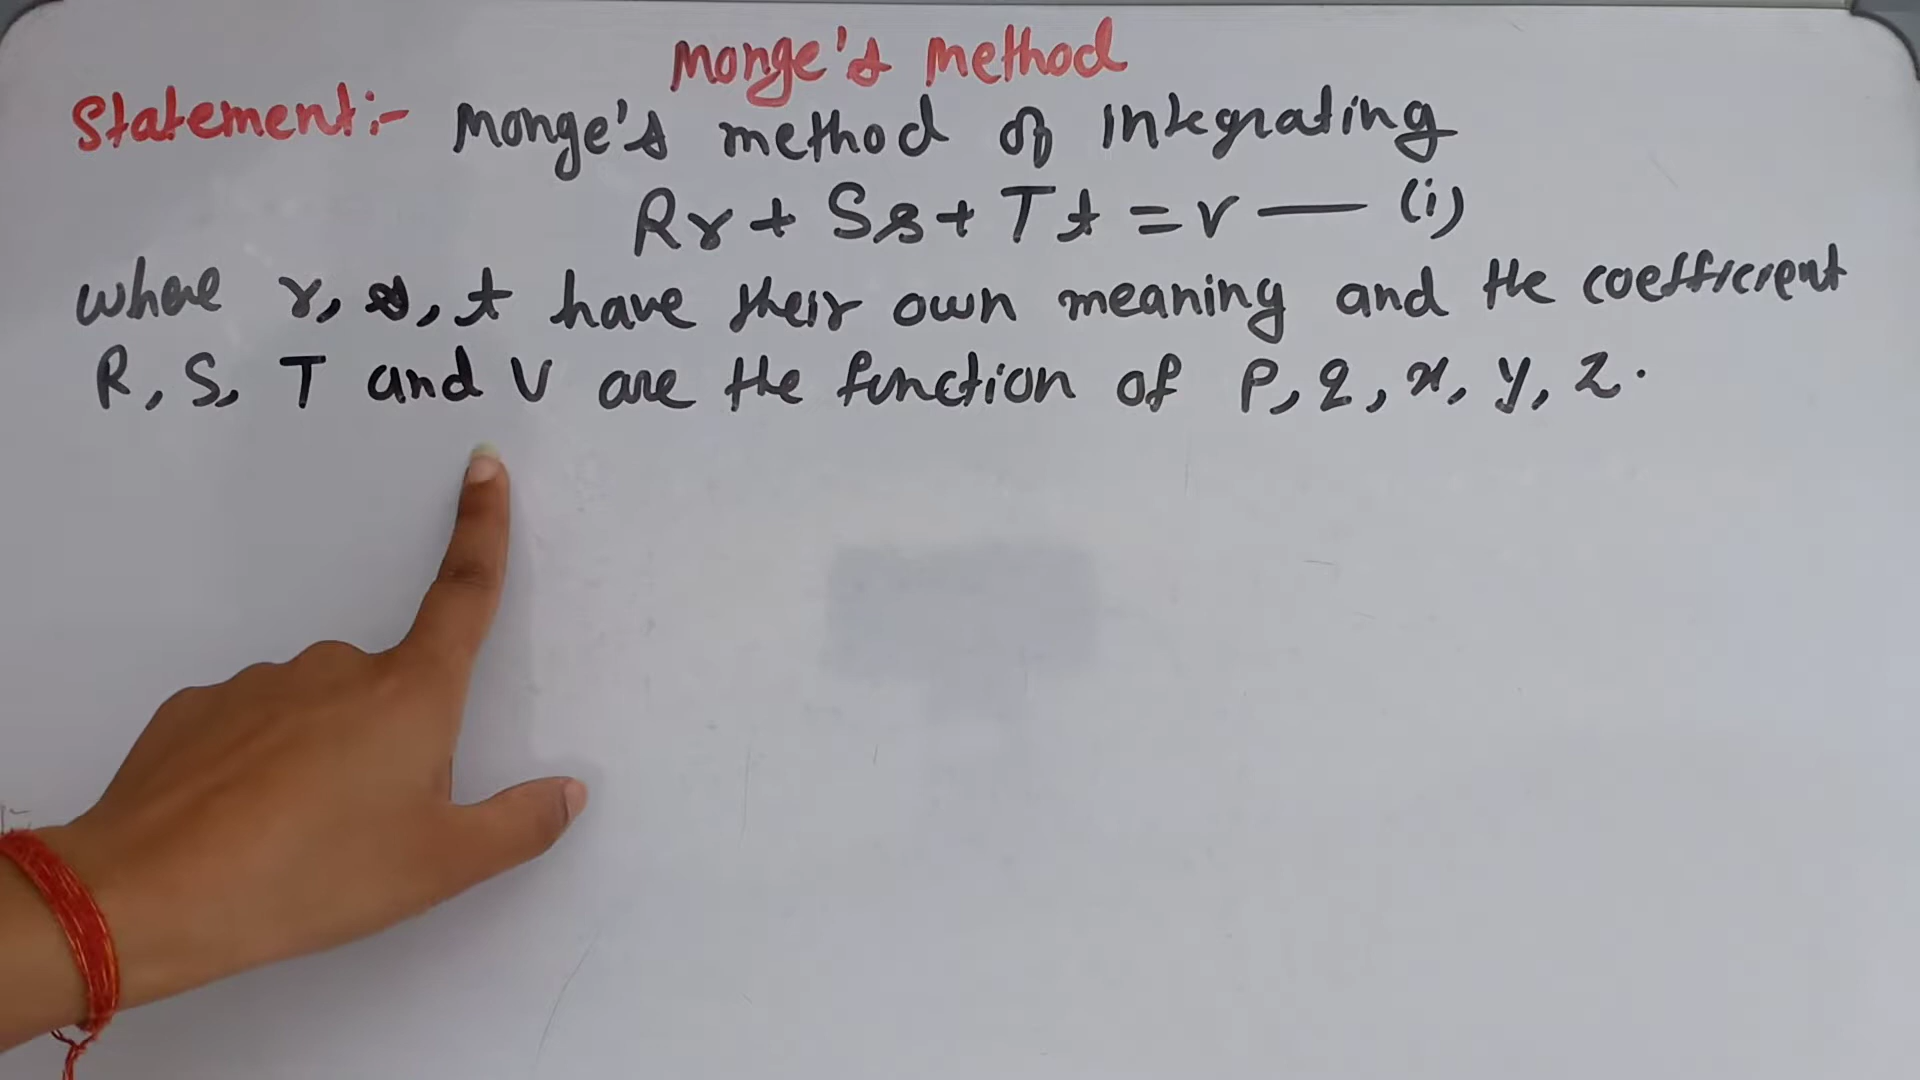 Monge's Method
Statement:- Monge's method of integrating
Rr + Ss + Tt = V — (i)
where r, s, t have their own meaning and the coefficient
R, S, T and V are the function of P, q, x, y, z.